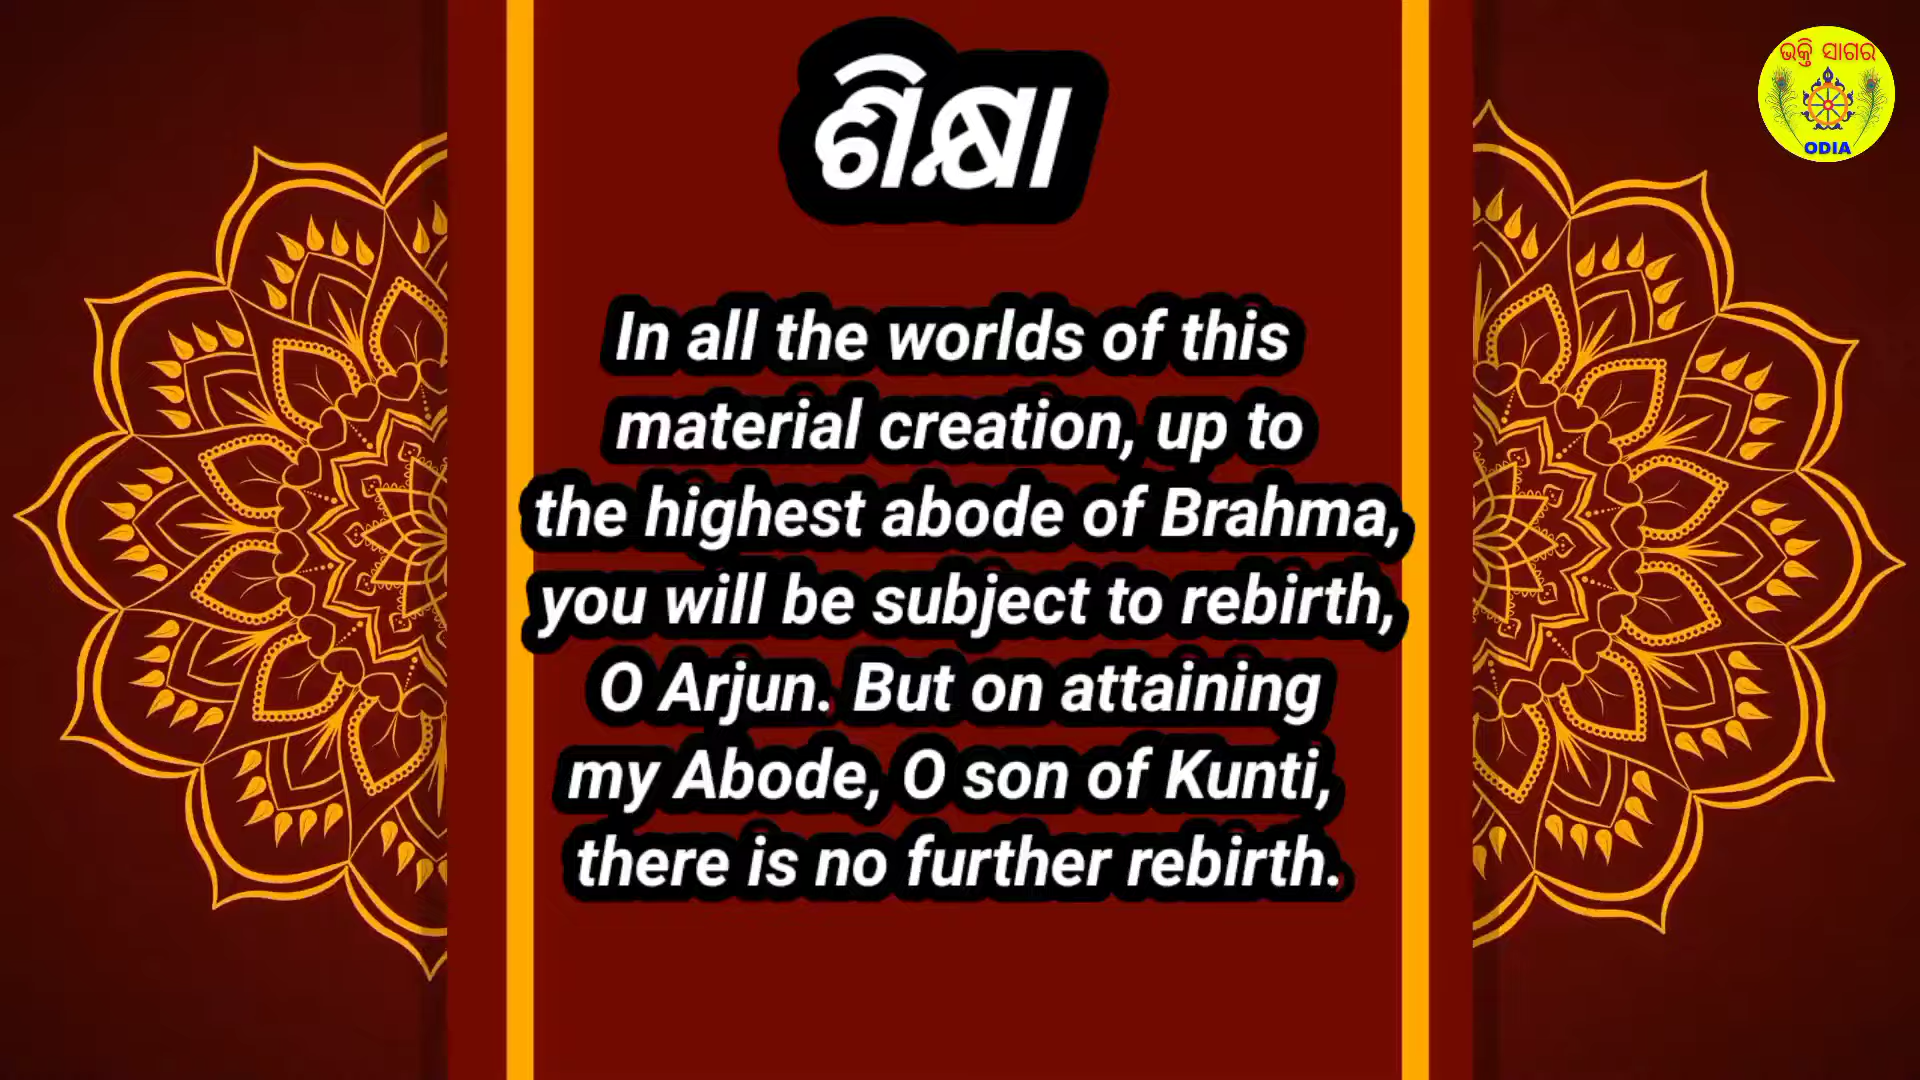 ଶିକ୍ଷା
In all the worlds of this
material creation, up to
the highest abode of Brahma,
you will be subject to rebirth,
O Arjun. But on attaining
my Abode, O son of Kunti,
there is no further rebirth.
ଭକ୍ତି ସାଗର
ODIA